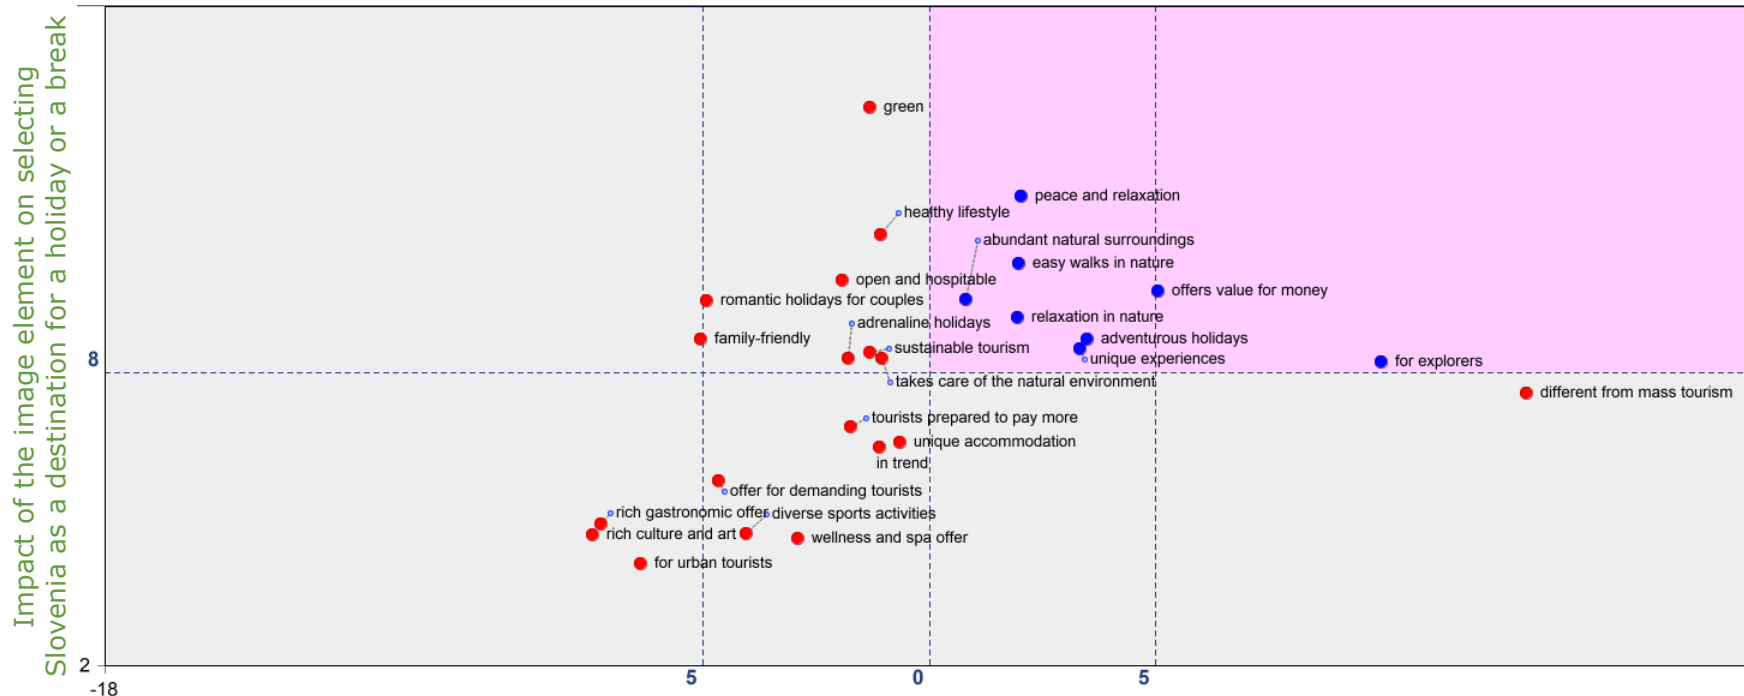 Impact of the image element on selecting
Slovenia as a destination for a holiday or a break
green
peace and relaxation
healthy lifestyle
abundant natural surroundings
easy walks in nature
open and hospitable
offers value for money
romantic holidays for couples
relaxation in nature
adrenaline holidays
family-friendly
adventurous holidays
sustainable tourism
unique experiences
8
for explorers
takes care of the natural environment
different from mass tourism
tourists prepared to pay more
unique accommodation
in trend
offer for demanding tourists
rich gastronomic offer
diverse sports activities
rich culture and art
wellness and spa offer
for urban tourists
2
-18
5
0
5